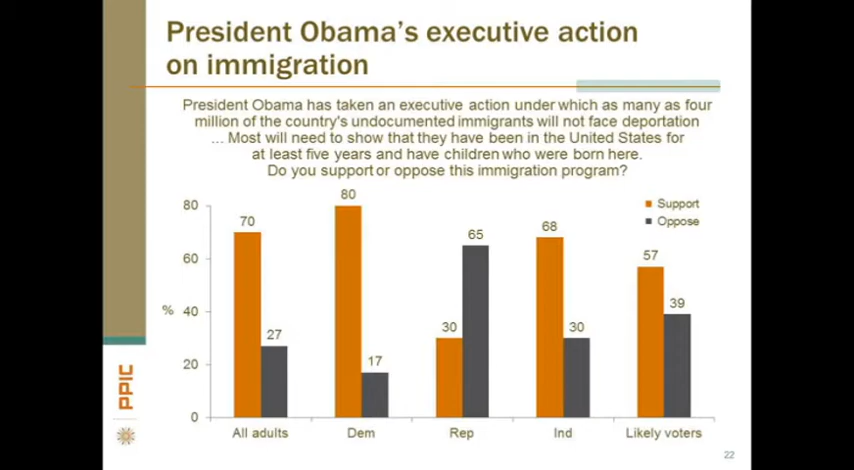 President Obama's executive action
on immigration
President Obama has taken an executive action under which as many as four
million of the country's undocumented immigrants will not face deportation
... Most will need to show that they have been in the United States for
at least five years and have children who were born here.
Do you support or oppose this immigration program?
Support
Oppose
%
80
60
40
20
0
70
27
80
17
30
65
68
30
57
39
All adults
Dem
Rep
Ind
Likely voters
PPIC
22